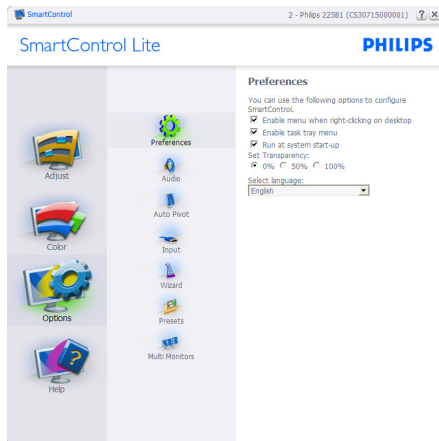 SmartControl
2 - Philips 225B1 (CS30715000001)
SmartControl Lite
PHILIPS
Adjust
Color
Options
Help
Preferences
Audio
Auto Pivot
Input
Wizard
Presets
Multi Monitors
Preferences
You can use the following options to configure
SmartControl.
Enable menu when right-clicking on desktop
Enable task tray menu
Run at system start-up
Set Transparency:
0% 50% 100%
Select language:
English